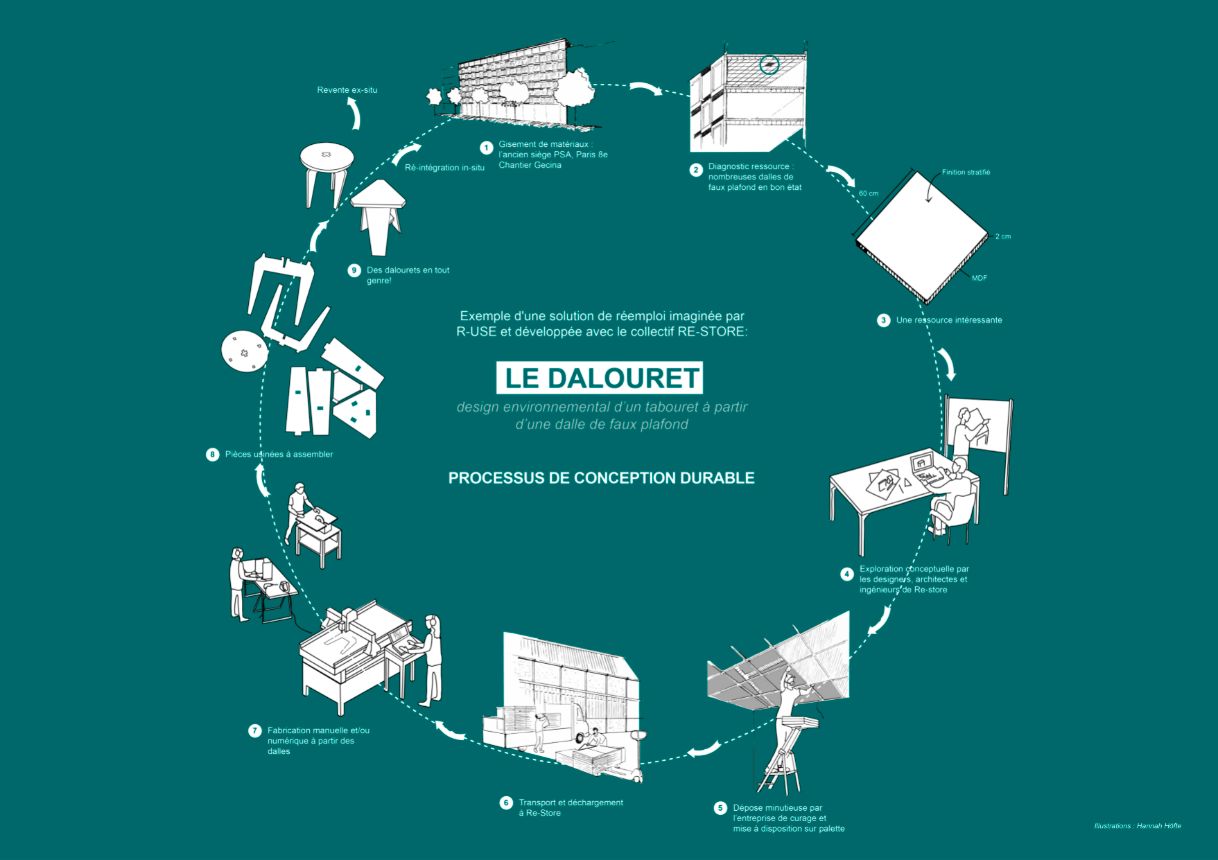 Exemple d'une solution de réemploi imaginée par
R-USE et développée avec le collectif RE-STORE:
LE DALOURET
design environnemental d'un tabouret à partir
d'une dalle de faux plafond
PROCESSUS DE CONCEPTION DURABLE
1
Gisement de matériaux :
l'ancien siège PSA, Paris 8e
Chantier Gecina
2
Diagnostic ressource :
nombreuses dalles de
faux plafond en bon état
60 cm
Finition stratifié
2 cm
MDF
3
Une ressource intéressante
4
Exploration conceptuelle par
les designers, architectes et
ingénieurs de Re-store
5
Dépose minutieuse par
l'entreprise de curage et
mise à disposition sur palette
6
Transport et déchargement
à Re-Store
7
Fabrication manuelle et/ou
numérique à partir des
dalles
8
Pièces usinées à assembler
9
Des dalourets en tout
genre!
Revente ex-situ
Ré-intégration in-situ
Illustrations : Hannah Höfte